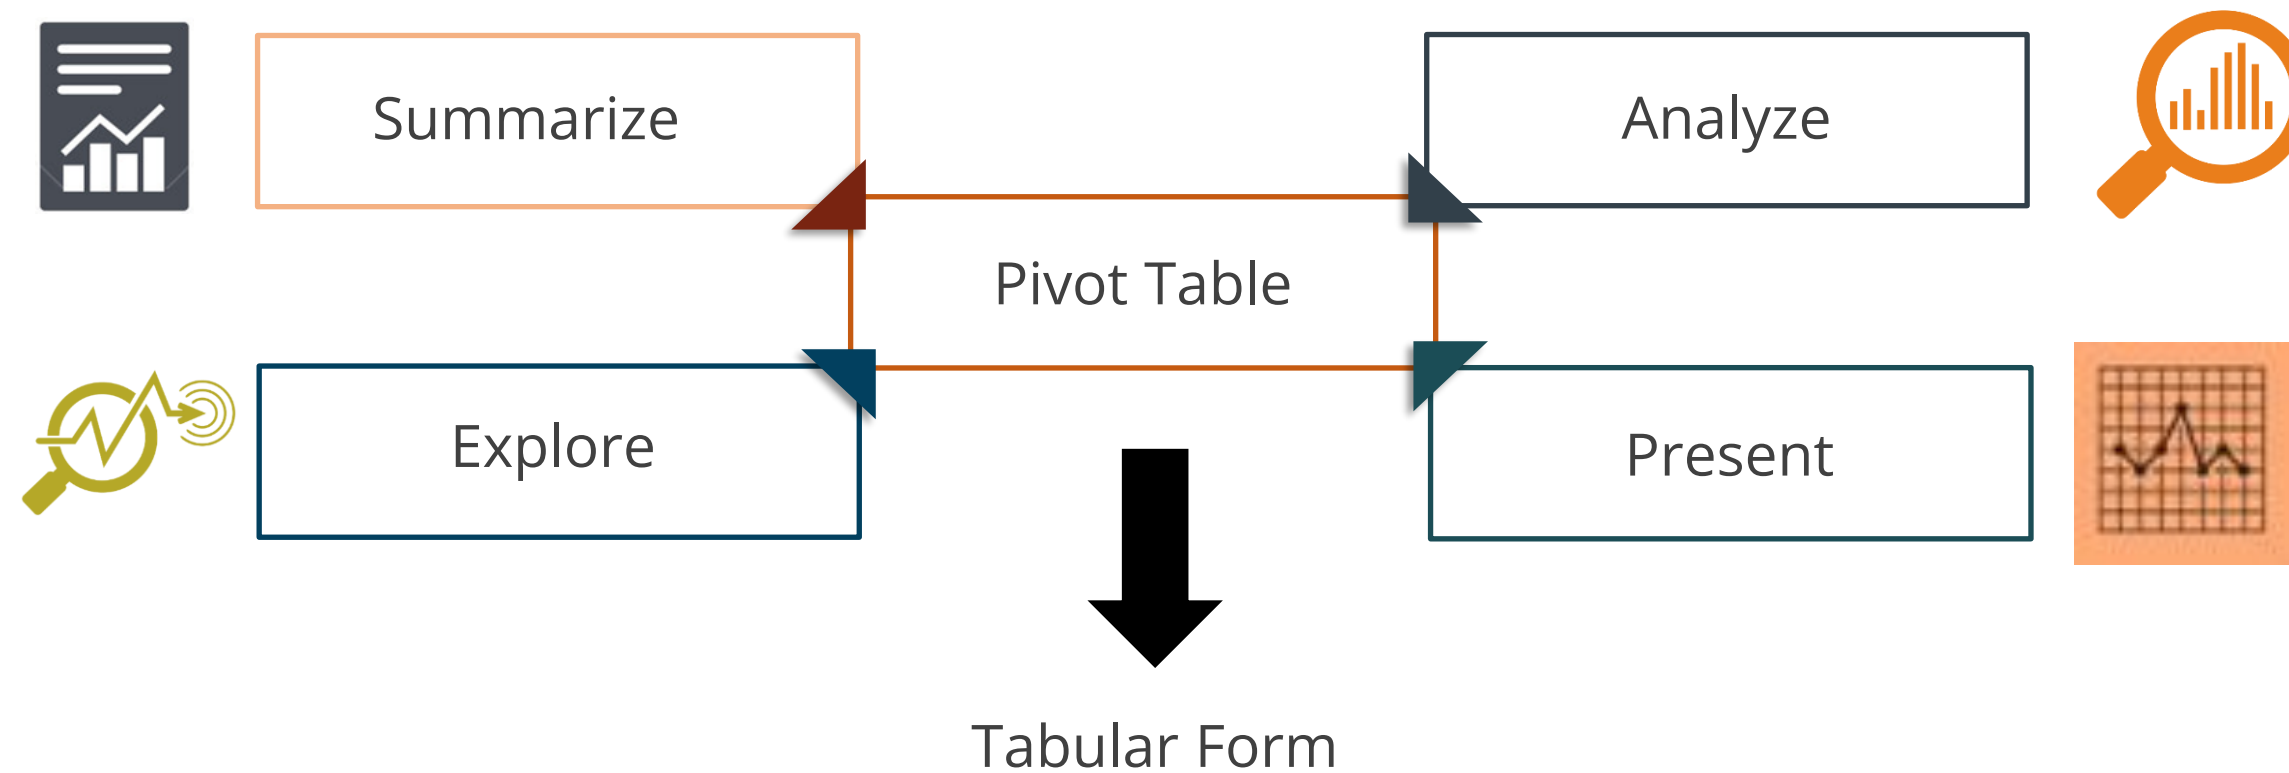 Summarize
Analyze
Pivot Table
Explore
Present
Tabular Form